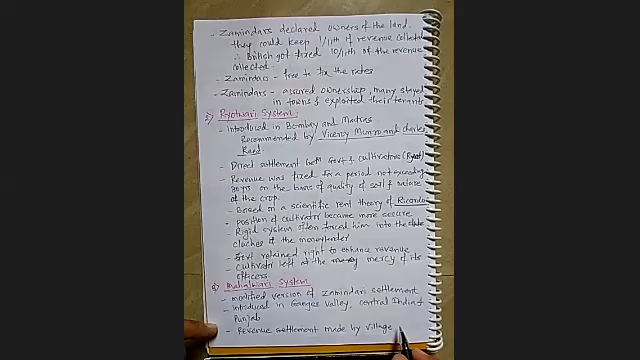 - Zamindars declared owners of the land.
They could keep 1/11th of revenue collected
∴ British got fixed 10/11th of the revenue
collected.
- Zamindars - free to fix the rates
- Zamindars - assured ownership, many stayed
in towns & exploited their tenants
Ryotwari System:
- introduced in Bombay and Madras
Recommended by Viceroy Munro and Charles
Reed.
- Direct settlement betn Govt & cultivators (Ryot)
- Revenue was fixed for a period not exceeding
30 yrs on the basis of quality of soil & nature
of the crop.
- Based on a scientific rent theory of Ricardo
- position of cultivator became more secure
- Rigid system often forced him into the
cluches of the moneylender
- Govt retained right to enhance revenue
- cultivator left at the mercy of its
officers.
Mahalwari System
- modified version of zamindari settlement
- introduced in Ganges Valley, Central India &
Punjab
- Revenue settlement made by village